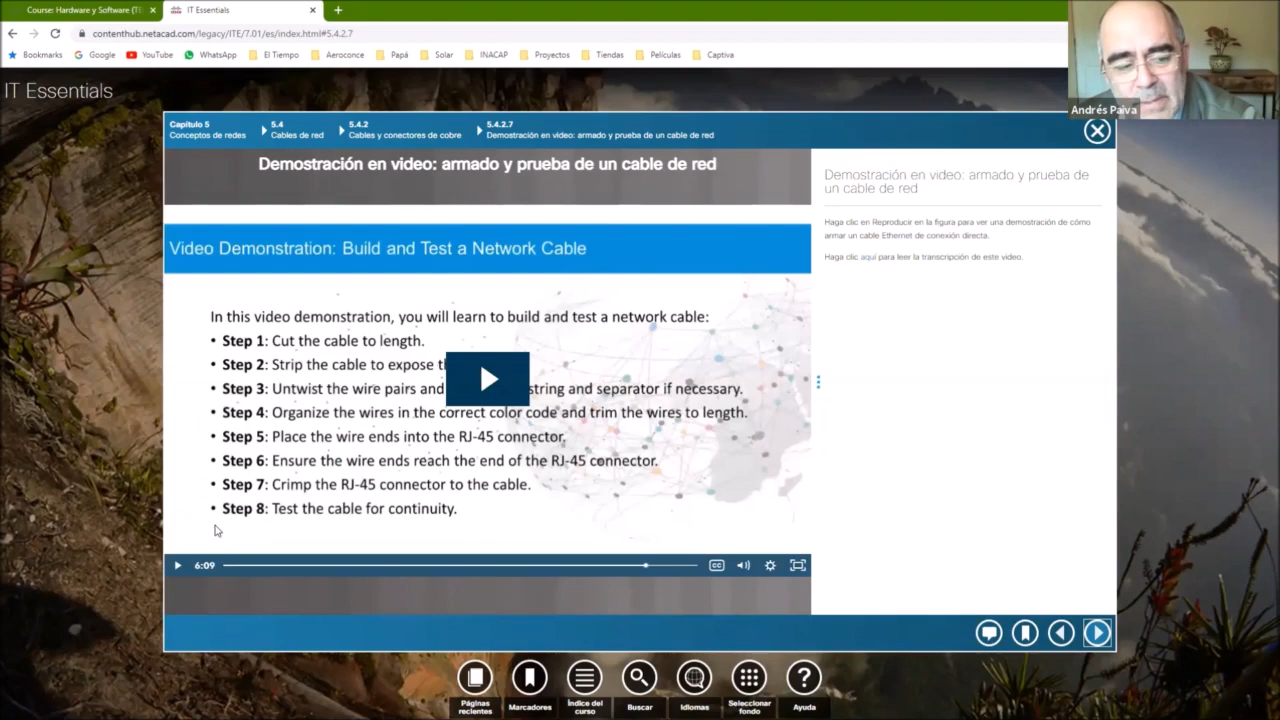 Course: Hardware y Software (TI
IT Essentials
contenthub.netacad.com/legacy/ITE/7.01/es/index.html#5.4.2.7
Bookmarks
Google
YouTube
WhatsApp
El Tiempo
Aeroconce
Papá
Solar
INACAP
Proyectos
Tiendas
Películas
Captiva
Andrés Paiva
IT Essentials
Capítulo 5
Conceptos de redes
5.4
Cables de red
5.4.2
Cables y conectores de cobre
5.4.2.7
Demostración en video: armado y prueba de un cable de red
Demostración en video: armado y prueba de un cable de red
Video Demonstration: Build and Test a Network Cable
In this video demonstration, you will learn to build and test a network cable:
• Step 1: Cut the cable to length.
• Step 2: Strip the cable to expose
• Step 3: Untwist the wire pairs and string and separator if necessary.
• Step 4: Organize the wires in the correct color code and trim the wires to length.
• Step 5: Place the wire ends into the RJ-45 connector.
• Step 6: Ensure the wire ends reach the end of the RJ-45 connector.
• Step 7: Crimp the RJ-45 connector to the cable.
• Step 8: Test the cable for continuity.
6:09
CC
Demostración en video: armado y prueba de
un cable de red
Haga clic en Reproducir en la figura para ver una demostración de cómo
armar un cable Ethernet de conexión directa.
Haga clic aquí para leer la transcripción de este video.
Páginas
recientes
Marcadores
Índice del
curso
Buscar
Idiomas
Seleccionar
fondo
Ayuda